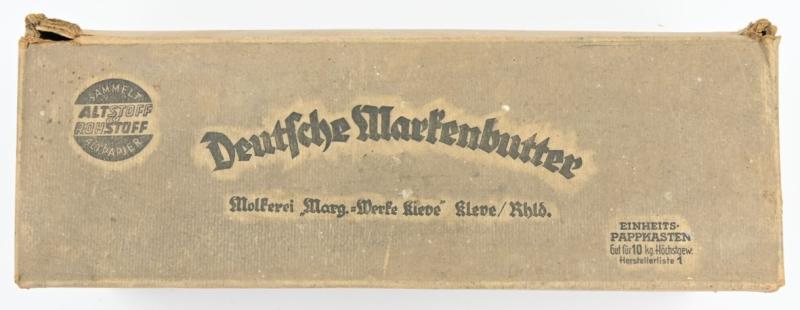 SAMMELT
ALTSTOFF
ist
ROHSTOFF
ALTPAPIER
Deutsche Markenbutter
Molkerei „Marg.=Werke Kleve“ Kleve/Rhld.
EINHEITS-
PAPPKASTEN
Gut für 10 kg Höchstgew.
Herstellerliste 1